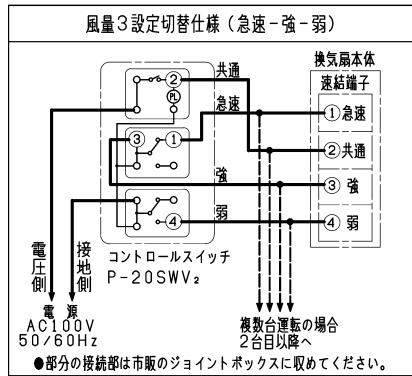 風量3設定切替仕様(急速-強-弱)
換気扇本体
速結端子
共通
急速
強
弱
②
PL
③
①
④
①急速
②共通
③強
④弱
コントロールスイッチ
P-20SWV₂
電圧側
接地側
電源
AC100V
50/60Hz
複数台運転の場合
2台目以降へ
●部分の接続部は市販のジョイントボックスに収めてください。